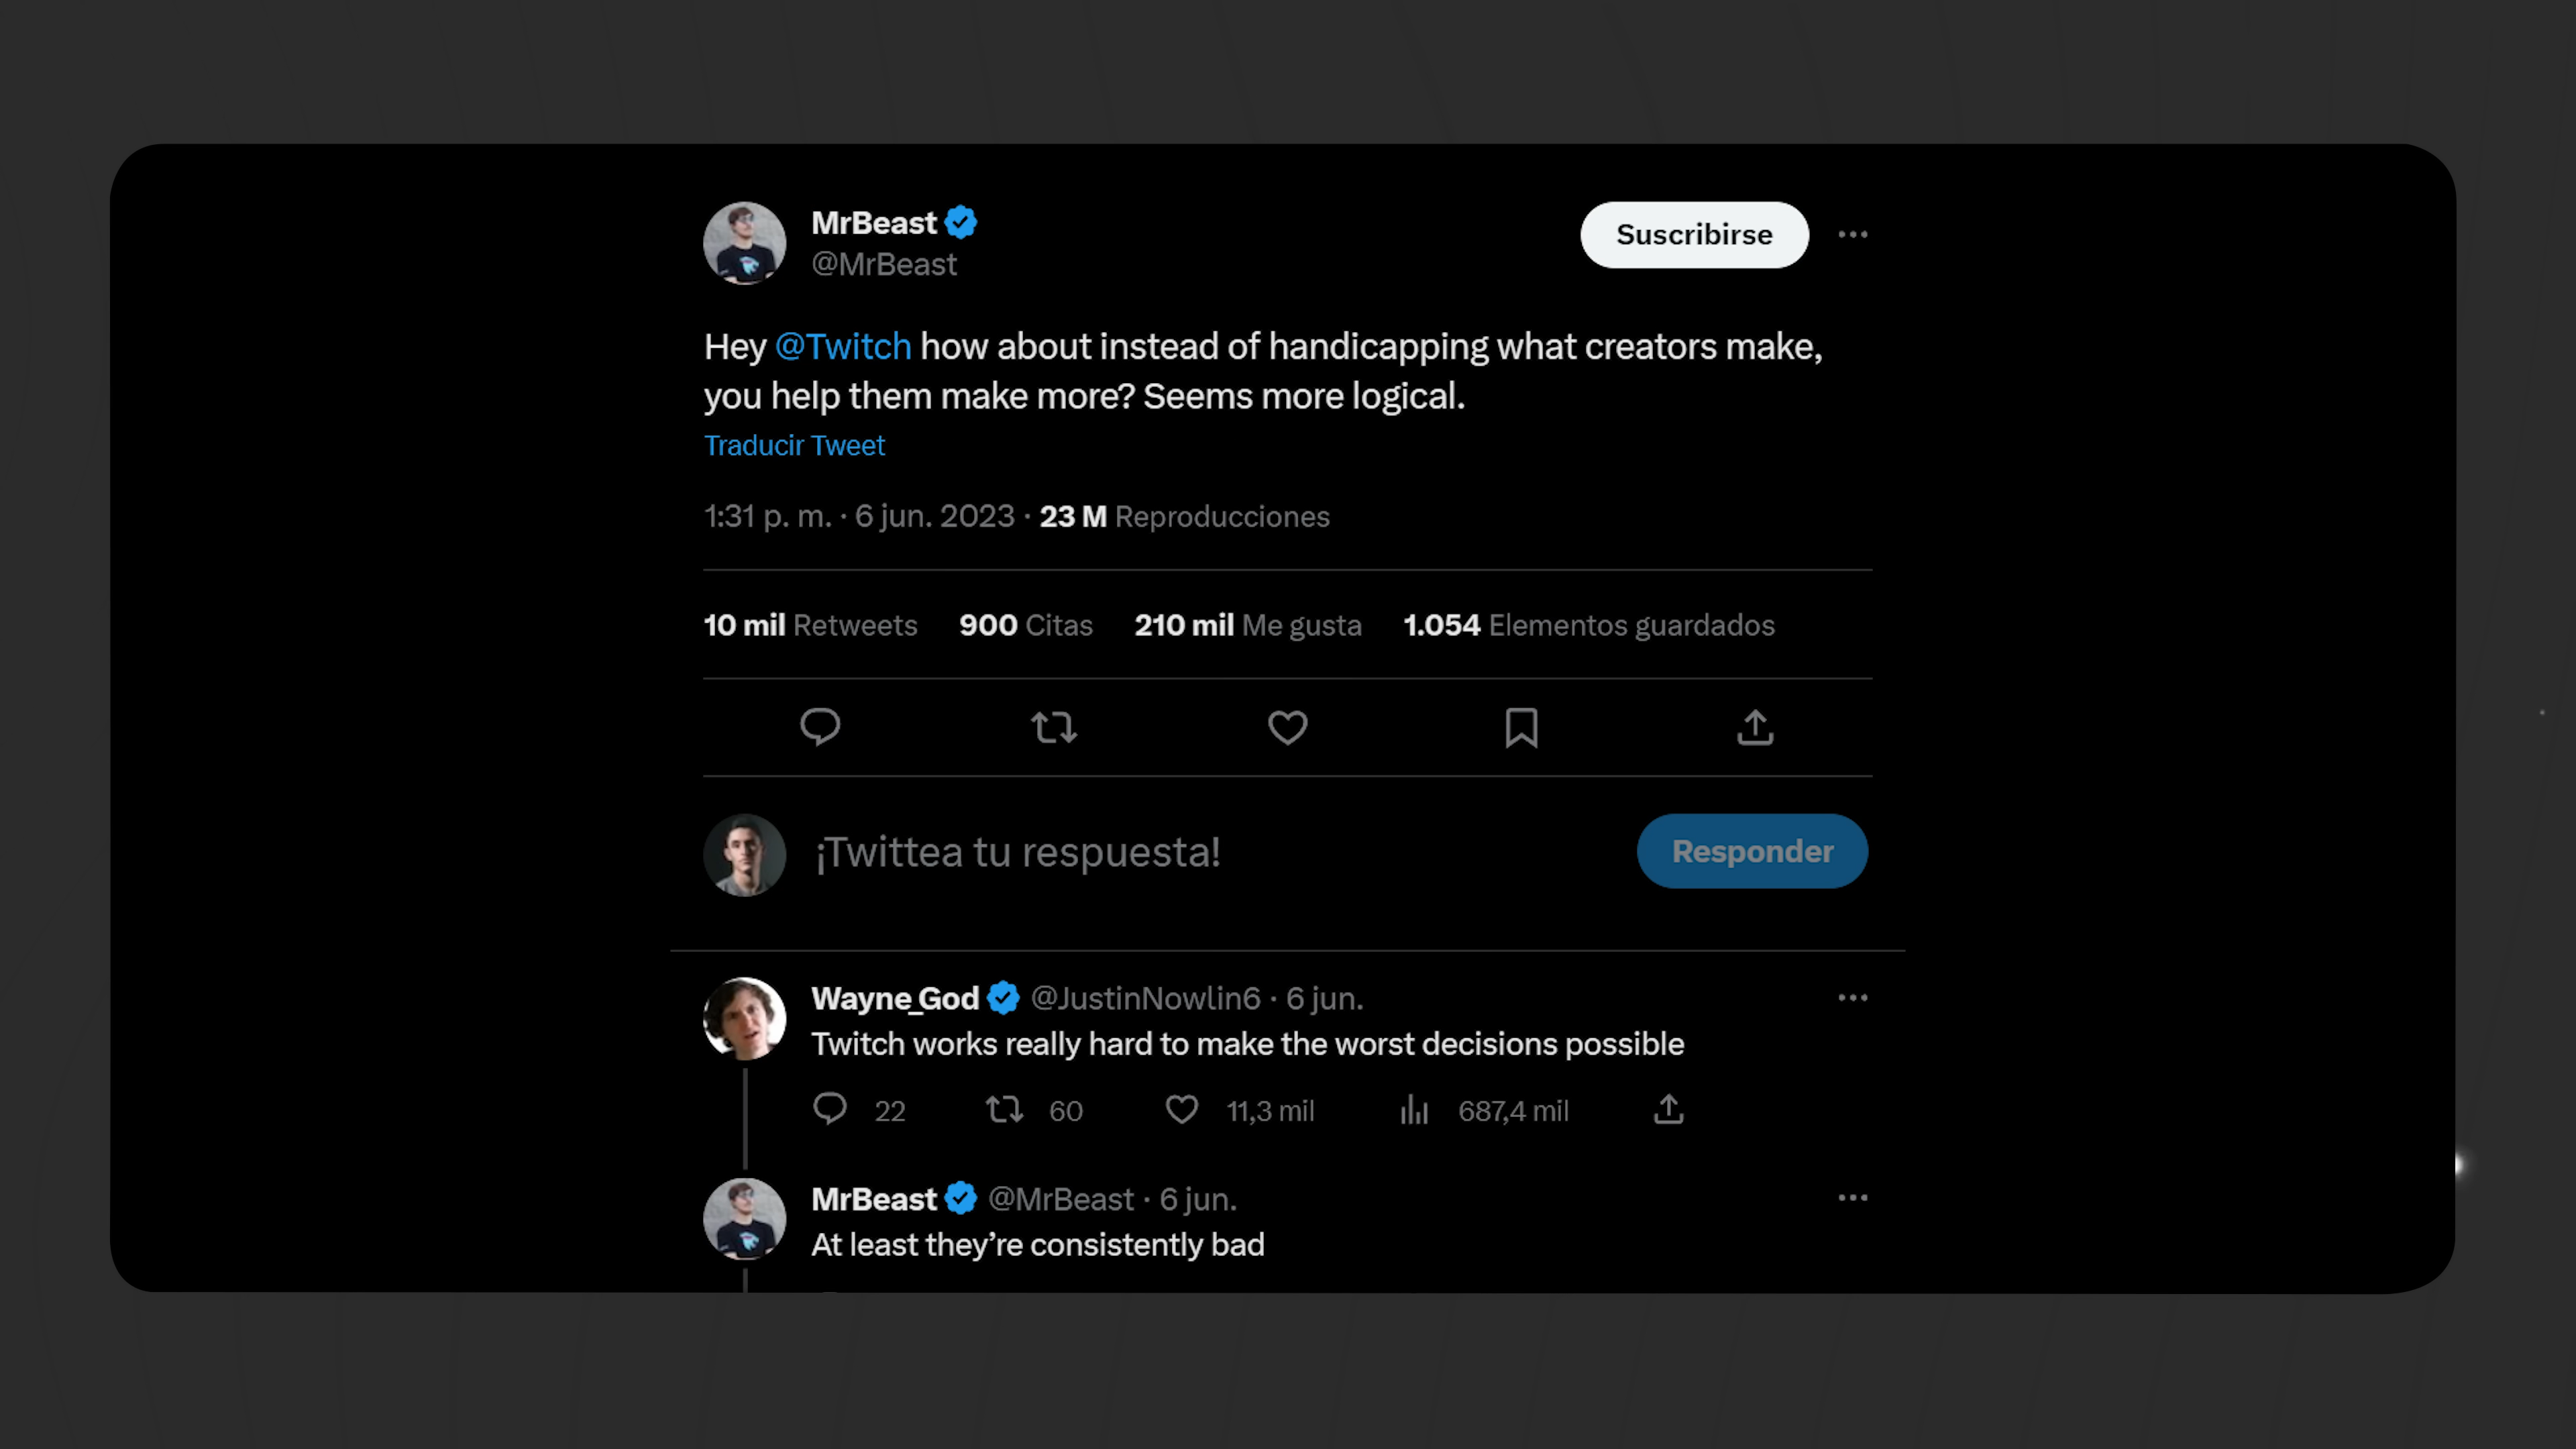 MrBeast
@MrBeast
Suscribirse
Hey @Twitch how about instead of handicapping what creators make,
you help them make more? Seems more logical.
Traducir Tweet
1:31 p. m. · 6 jun. 2023 · 23 M Reproducciones
10 mil Retweets 900 Citas 210 mil Me gusta 1.054 Elementos guardados
¡Twittea tu respuesta!
Responder
Wayne_God @JustinNowlin6 · 6 jun.
Twitch works really hard to make the worst decisions possible
22 60 11,3 mil 687,4 mil
MrBeast @MrBeast · 6 jun.
At least they’re consistently bad